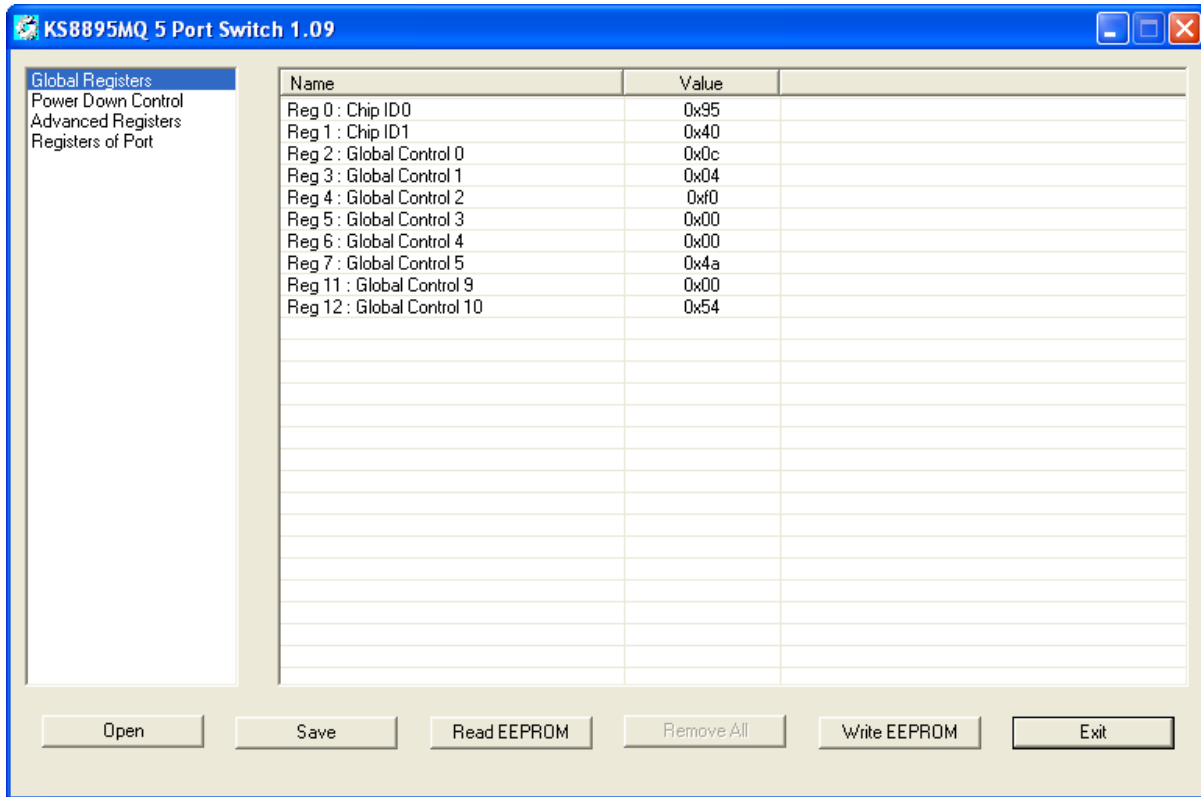 KS8895MQ 5 Port Switch 1.09
Global Registers
Power Down Control
Advanced Registers
Registers of Port
Name Value
Reg 0 : Chip ID0 0x95
Reg 1 : Chip ID1 0x40
Reg 2 : Global Control 0 0x0c
Reg 3 : Global Control 1 0x04
Reg 4 : Global Control 2 0xf0
Reg 5 : Global Control 3 0x00
Reg 6 : Global Control 4 0x00
Reg 7 : Global Control 5 0x4a
Reg 11 : Global Control 9 0x00
Reg 12 : Global Control 10 0x54
Open Save Read EEPROM Remove All Write EEPROM Exit